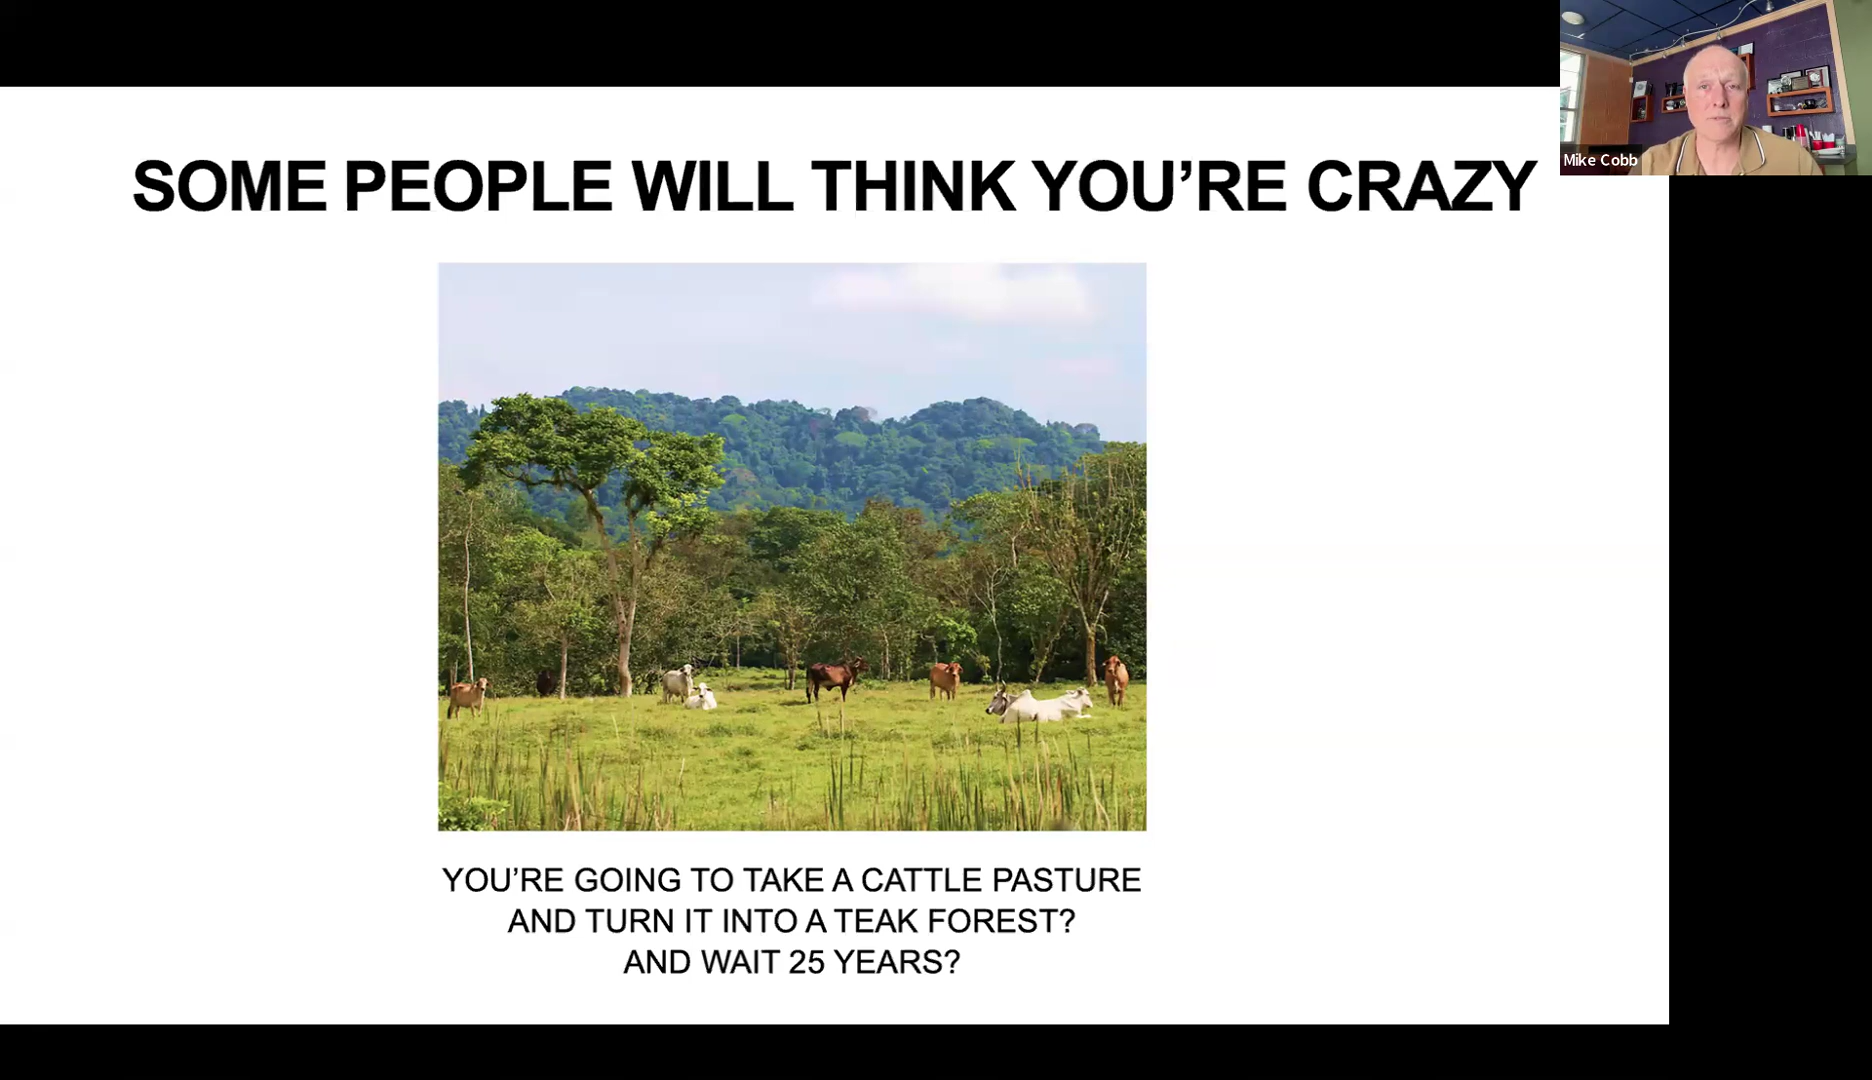 SOME PEOPLE WILL THINK YOU’RE CRAZY
Mike Cobb
YOU’RE GOING TO TAKE A CATTLE PASTURE
AND TURN IT INTO A TEAK FOREST?
AND WAIT 25 YEARS?